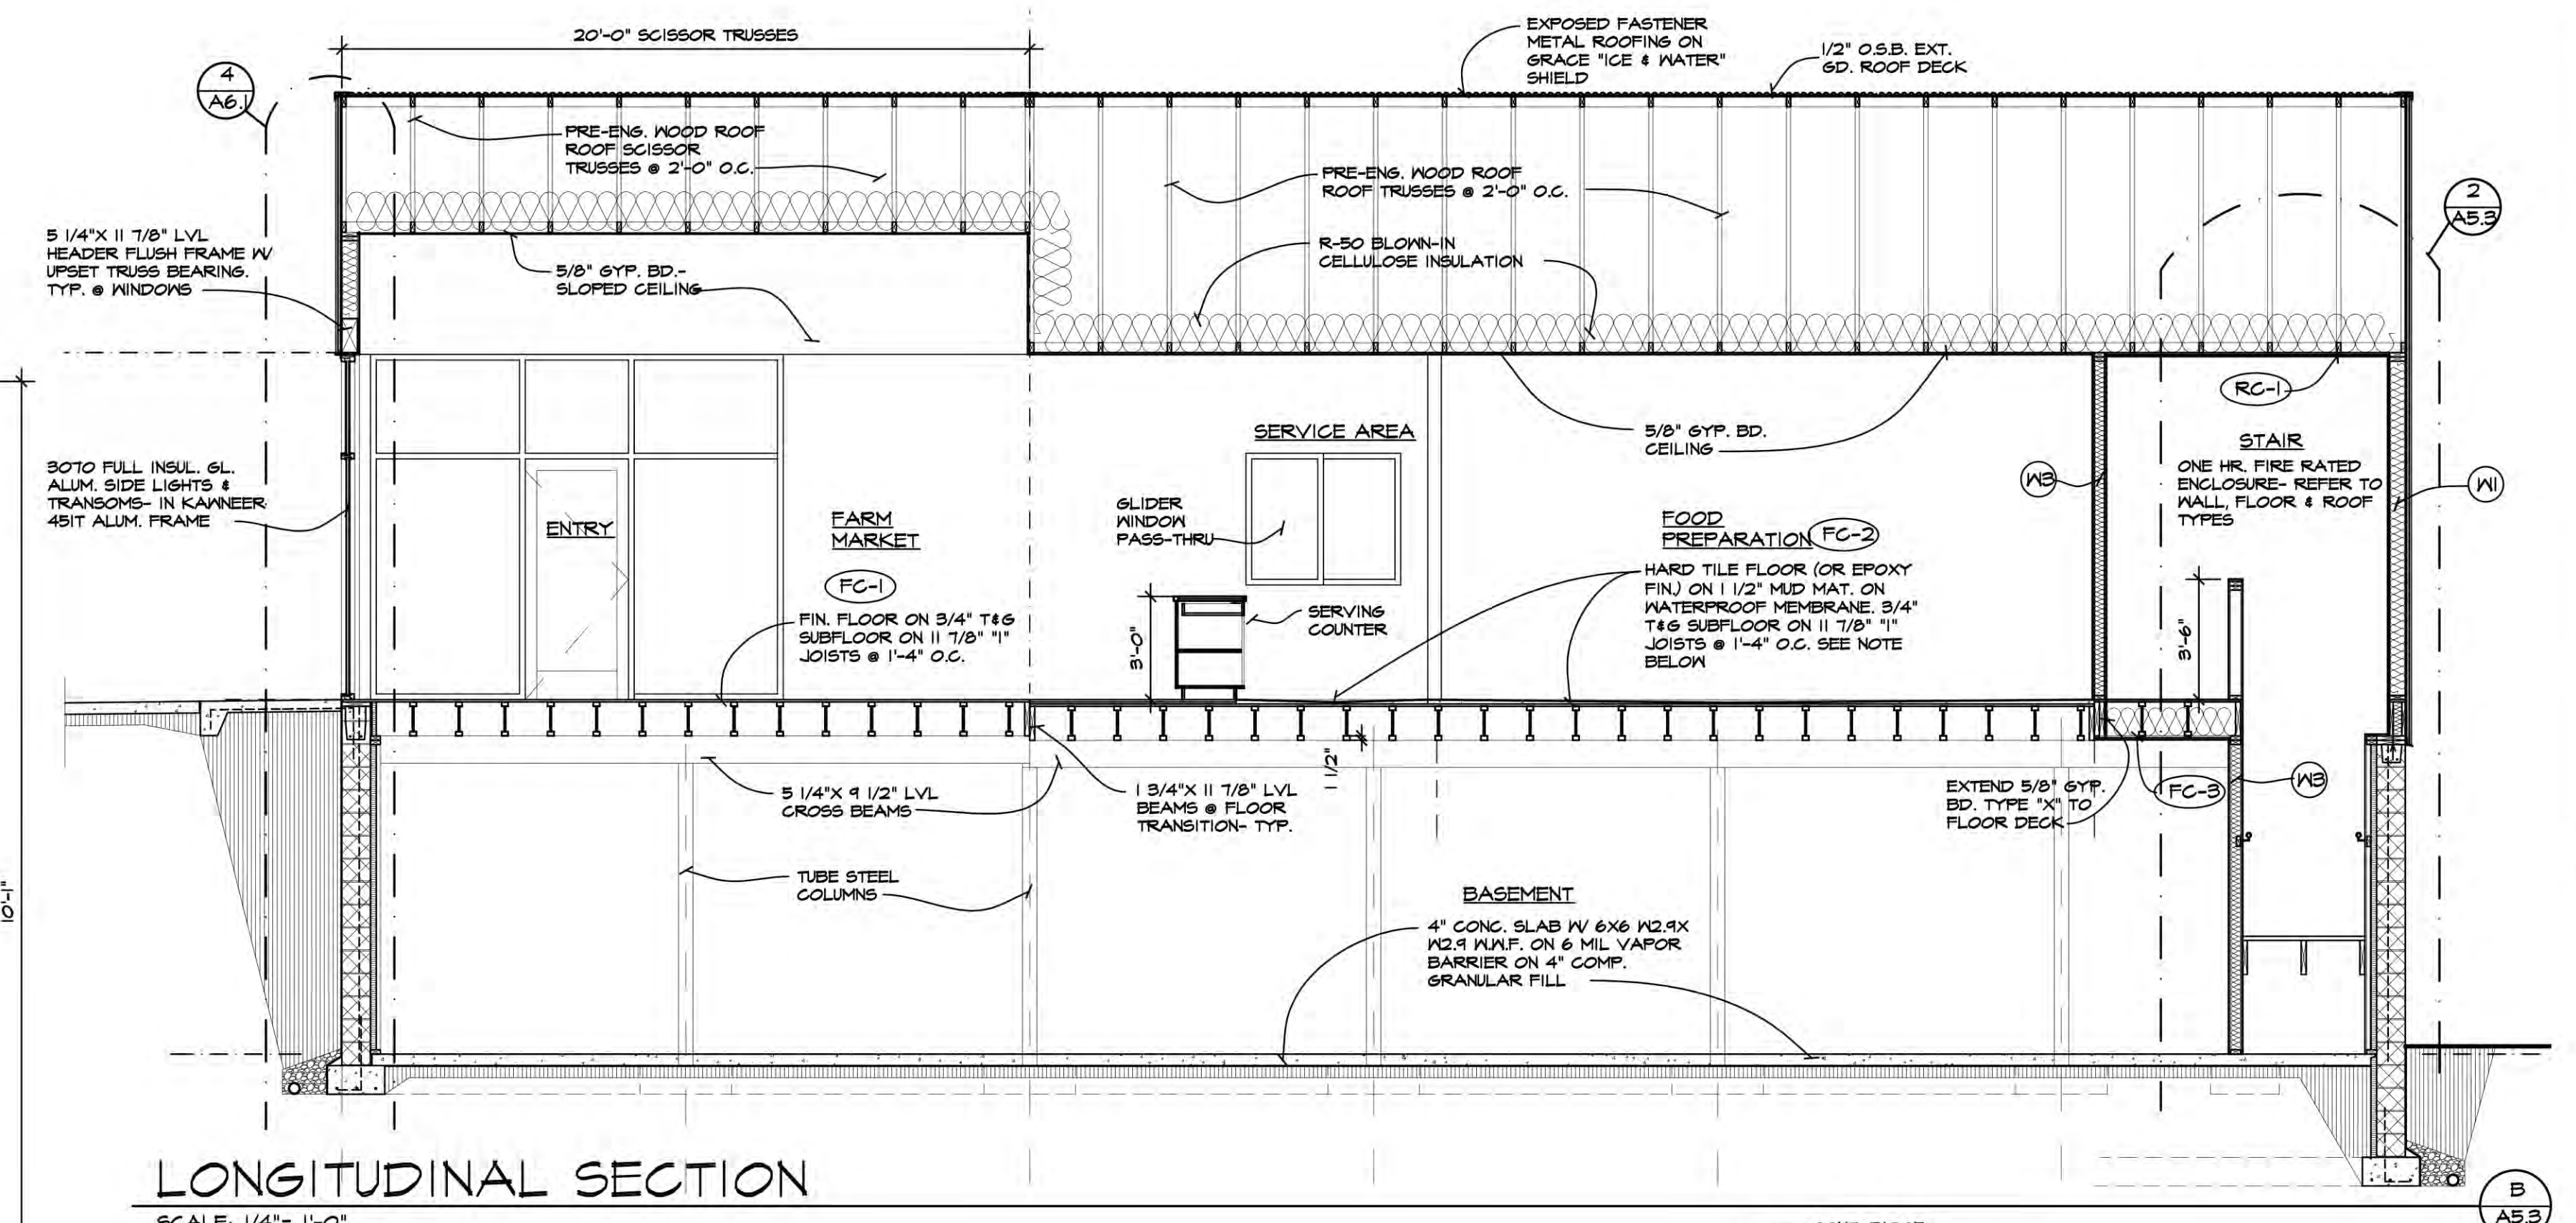 20'-0" SCISSOR TRUSSES
EXPOSED FASTENER
METAL ROOFING ON
GRACE "ICE & WATER"
SHIELD
1/2" O.S.B. EXT.
GD. ROOF DECK
4
A6.1
PRE-ENG. WOOD ROOF
ROOF SCISSOR
TRUSSES @ 2'-0" O.C.
PRE-ENG. WOOD ROOF
ROOF TRUSSES @ 2'-0" O.C.
2
A5.3
5 1/4"X 11 7/8" LVL
HEADER FLUSH FRAME W/
UPSET TRUSS BEARING.
TYP. @ WINDOWS
5/8" GYP. BD.-
SLOPED CEILING
R-50 BLOWN-IN
CELLULOSE INSULATION
RC-1
SERVICE AREA
5/8" GYP. BD.
CEILING
STAIR
ONE HR. FIRE RATED
ENCLOSURE- REFER TO
WALL, FLOOR & ROOF
TYPES
W3
W1
3070 FULL INSUL. GL.
ALUM. SIDE LIGHTS &
TRANSOMS- IN KAWNEER
451T ALUM. FRAME
ENTRY
FARM
MARKET
FC-1
GLIDER
WINDOW
PASS-THRU
FOOD
PREPARATION
FC-2
FIN. FLOOR ON 3/4" T&G
SUBFLOOR ON 11 7/8" "I"
JOISTS @ 1'-4" O.C.
3'-0"
SERVING
COUNTER
HARD TILE FLOOR (OR EPOXY
FIN.) ON 1 1/2" MUD MAT. ON
WATERPROOF MEMBRANE. 3/4"
T&G SUBFLOOR ON 11 7/8" "I"
JOISTS @ 1'-4" O.C. SEE NOTE
BELOW
3'-6"
5 1/4"X 9 1/2" LVL
CROSS BEAMS
1 3/4"X 11 7/8" LVL
BEAMS @ FLOOR
TRANSITION- TYP.
1 1/2"
EXTEND 5/8" GYP.
BD. TYPE "X" TO
FLOOR DECK
FC-3
W3
10'-1"
TUBE STEEL
COLUMNS
BASEMENT
4" CONC. SLAB W/ 6X6 W2.9X
W2.9 W.W.F. ON 6 MIL VAPOR
BARRIER ON 4" COMP.
GRANULAR FILL
LONGITUDINAL SECTION
SCALE: 1/4"= 1'-0"
B
A5.3